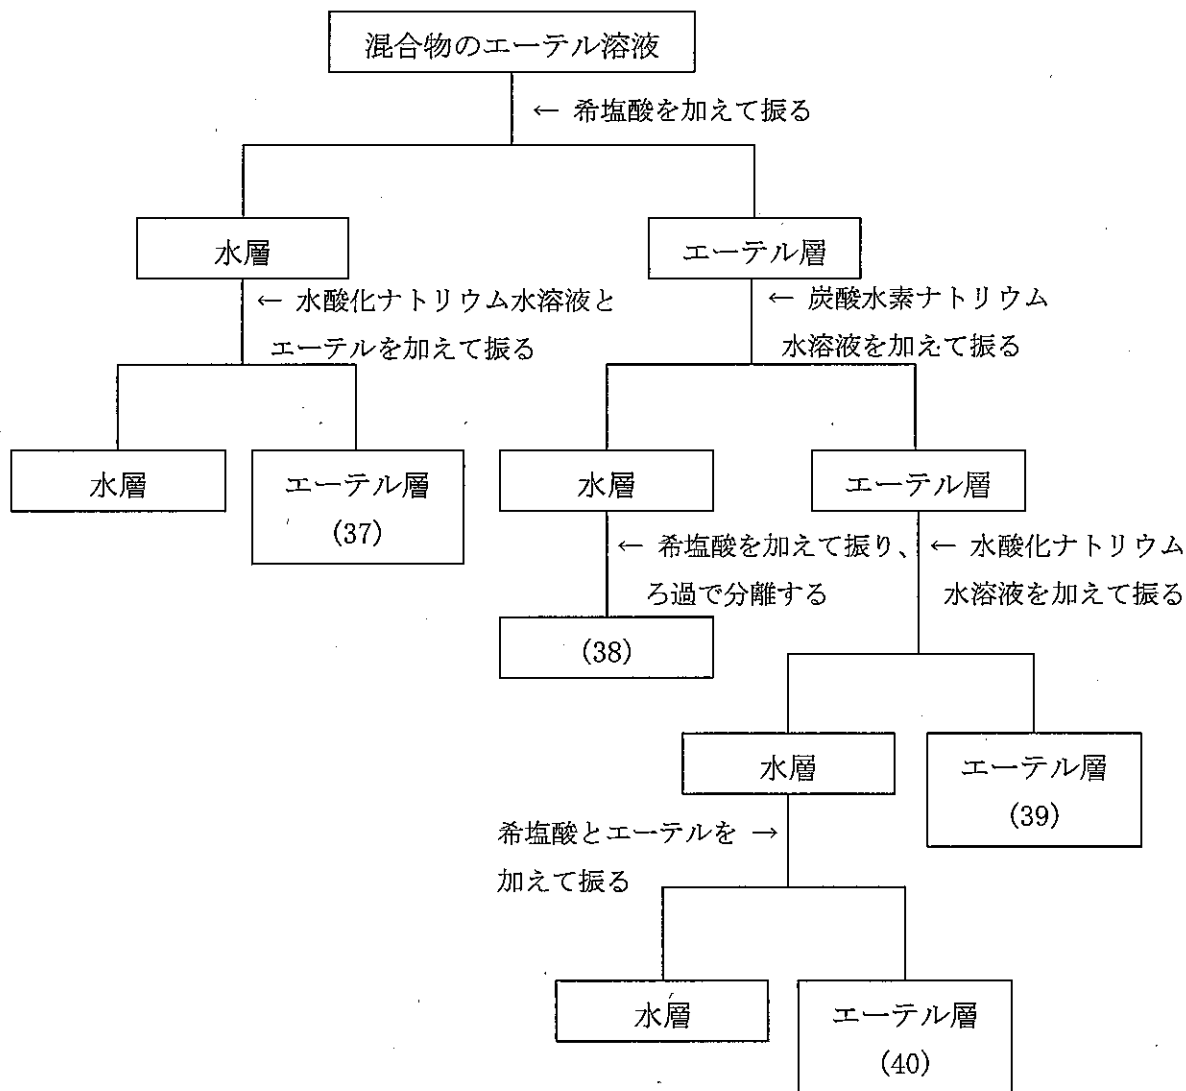 混合物のエーテル溶液
← 希塩酸を加えて振る
水層
エーテル層
← 水酸化ナトリウム水溶液と
エーテルを加えて振る
← 炭酸水素ナトリウム
水溶液を加えて振る
水層
エーテル層
(37)
水層
エーテル層
← 希塩酸を加えて振り、
ろ過で分離する
← 水酸化ナトリウム
水溶液を加えて振る
(38)
水層
エーテル層
(39)
希塩酸とエーテルを →
加えて振る
水層
エーテル層
(40)